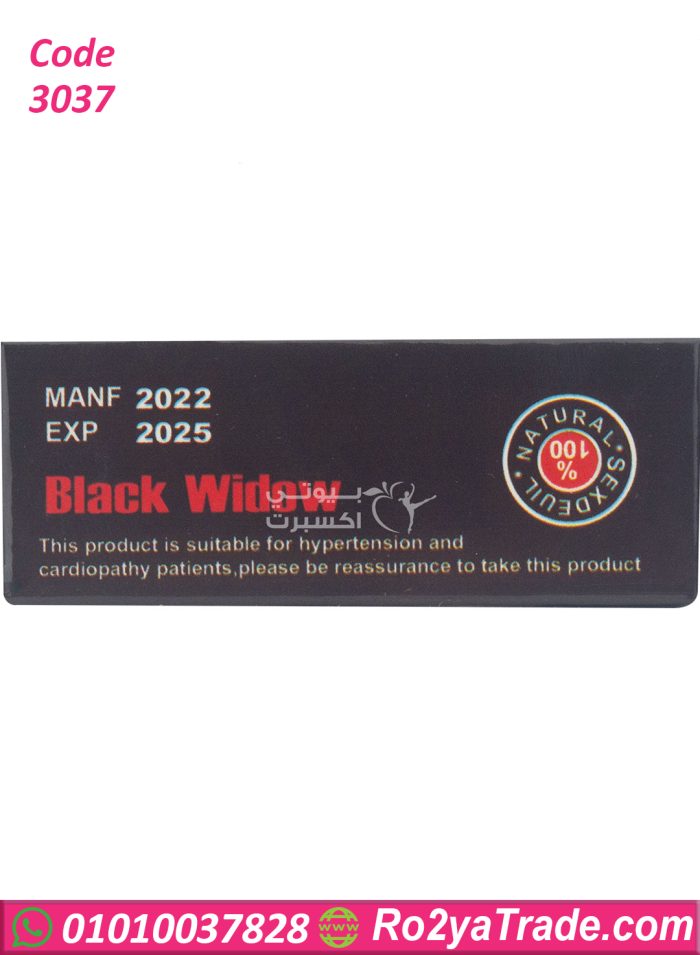 Code
3037
MANF 2022
EXP 2025
Black Widow
بيوتي
اكسبرت
NATURAL · SEXDEUIL ·
100
%
This product is suitable for hypertension and
cardiopathy patients,please be reassurance to take this product
01010037828 www Ro2yaTrade.com